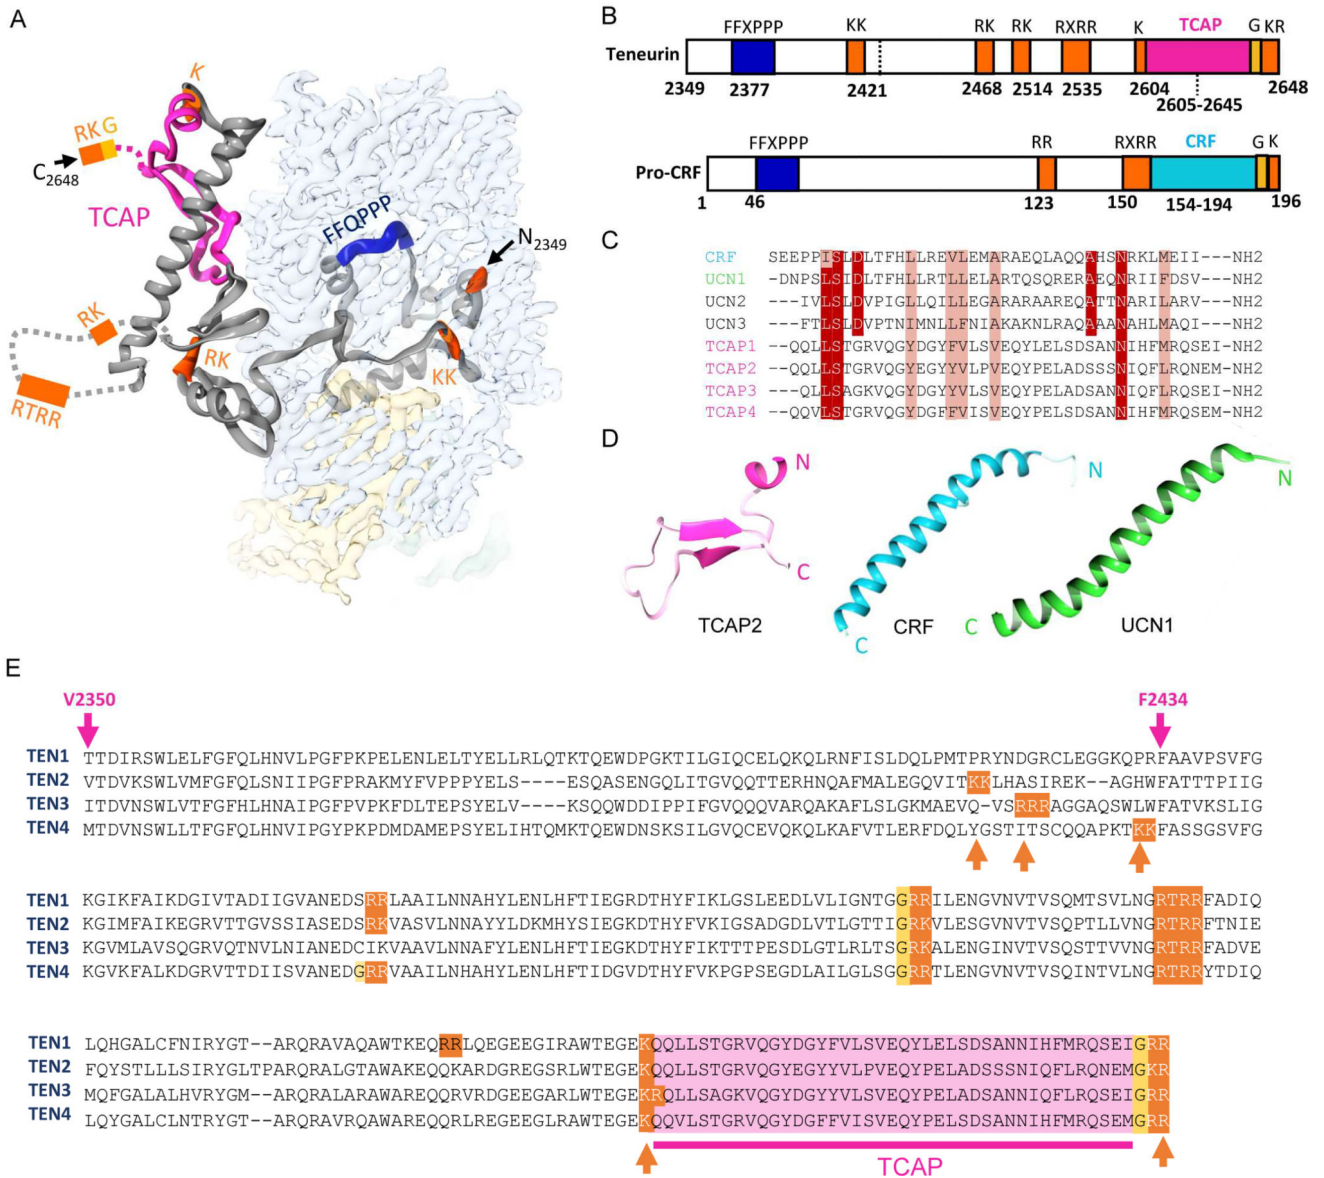 A
K
RK G
C2648
TCAP
FFQPPP
N2349
RK
RK
KK
RTRR
B
FFXPPP KK RK RK RXRR K TCAP G KR
Teneurin
2349 2377 2421 2468 2514 2535 2604 2605-2645 2648
FFXPPP RR RXRR CRF G K
Pro-CRF
1 46 123 150 154-194 196
C
CRF SEEPPISLDLTFHLLREVLEMARAEQLAQQAHSNRKLMEII---NH2
UCN1 -DNPSLSIDLTFHLLRTLLELARTQSQRERAEQNRIIFDSV---NH2
UCN2 ---IVLSLDVPIGLLQILLEQARARAAREQATTNARILARV---NH2
UCN3 ---FTLSLDVPTNIMNLLFNIAKAKNLRAQAAANAHLMAQI---NH2
TCAP1 --QQLLSTGRVQGYDGYFVLSVEQYLELSDSANNIHFMRQSEI-NH2
TCAP2 --QQLLSTGRVQGYEGYYVLPVEQYPELADSSSNIQFLRQNEM-NH2
TCAP3 ---QLLSAGKVQGYDGYYVLSVEQYPELADSANNIQFLRQSEI-NH2
TCAP4 --QQVLSTGRVQGYDGFFVISVEQYPELSDSANNIHFMRQSEM-NH2
D
N
C
TCAP2
N
C
CRF
N
C
UCN1
E
V2350 F2434
TEN1 TTDIRSWLELFGFQLHNVLPGFPKPELENLELTYELLRLQTKTQEWDPGKTILGIQCELQKQLRNFISLDQLPMTPRYNDGRCLEGGKQPRFAAVPSVFG
TEN2 VTDVKSWLVMFGFQLSNIIPGFPRAKMYFVPPPYELS----ESQASENGQLITGVQQTTERHNQAFMALEGQVITKKLHASIREK--AGHWFATTTPIIG
TEN3 ITDVNSWLVTFGFHLHNAIPGFPVPKFDLTEPSYELV----KSQQWDDIPPIFGVQQQVARQAKAFLSLGKMAEVQ-VSRRRAGGAQSWLWFATVKSLIG
TEN4 MTDVNSWLLTFGFQLHNVIPGYPKPDMDAMEPSYELIHTQMKTQEWDNSKSILGVQCEVQKQLKAFVTLERFDQLYGSTITSCQQAPKTKKFASSGSVFG
TEN1 KGIKFAIKDGIVTADIIGVANEDSRRLAAILNNAHYLENLHFTIEGRDTHYFIKLGSLEEDLVLIGNTGGRRILENGVNVTVSQMTSVLNGRTRRFADIQ
TEN2 KGIMFAIKEGRVTTGVSSIASEDSRKVASVLNNAYYLDKMHYSIEGKDTHYFVKIGSADGDLVTLGTTIGRKVLESGVNVTVSQPTLLVNGRTRRFTNIE
TEN3 KGVMLAVSQGRVQTNVLNIANEDCIKVAAVLNNAFYLENLHFTIEGKDTHYFIKTTTPESDLGTLRLTSGRKALENGINVTVSQSTTVVNGRTRRFADVE
TEN4 KGVKFALKDGRVTTDIISVANEDGRRVAAILNHAHYLENLHFTIDGVDTHYFVKPGPSEGDLAILGLSGGRRTLENGVNVTVSQINTVLNGRTRRYTDIQ
TEN1 LQHGALCFNIRYGT--ARQRAVAQAWTKEQRRLQEGEEGIRAWTEGEKQQLLSTGRVQGYDGYFVLSVEQYLELSDSANNIHFMRQSEIGRR
TEN2 FQYSTLLLSIRYGLTPARQRALGTAWAKEQQKARDGREGSRLWTEGEKQQLLSTGRVQGYEGYYVLPVEQYPELADSSSNIQFLRQNEMGKR
TEN3 MQFGALALHVRYGM--ARQRALARAWAREQQRVRDGEEGARLWTEGEKRQLLSAGKVQGYDGYYVLSVEQYPELADSANNIQFLRQSEIGRR
TEN4 LQYGALCLNTRYGT--ARQRAVRQAWAREQQRLREGEEGLRAWTEGEKQQVLSTGRVQGYDGFFVISVEQYPELSDSANNIHFMRQSEMGRR
TCAP